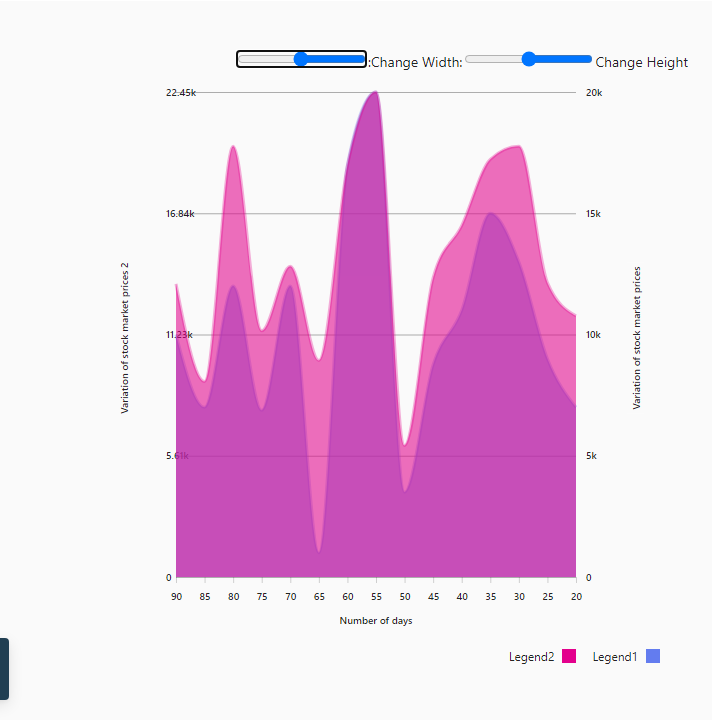 :Change Width: Change Height
22.45k
20k
16.84k
15k
11.23k
10k
5.61k
5k
0
0
Variation of stock market prices 2
Variation of stock market prices
90 85 80 75 70 65 60 55 50 45 40 35 30 25 20
Number of days
Legend2 Legend1